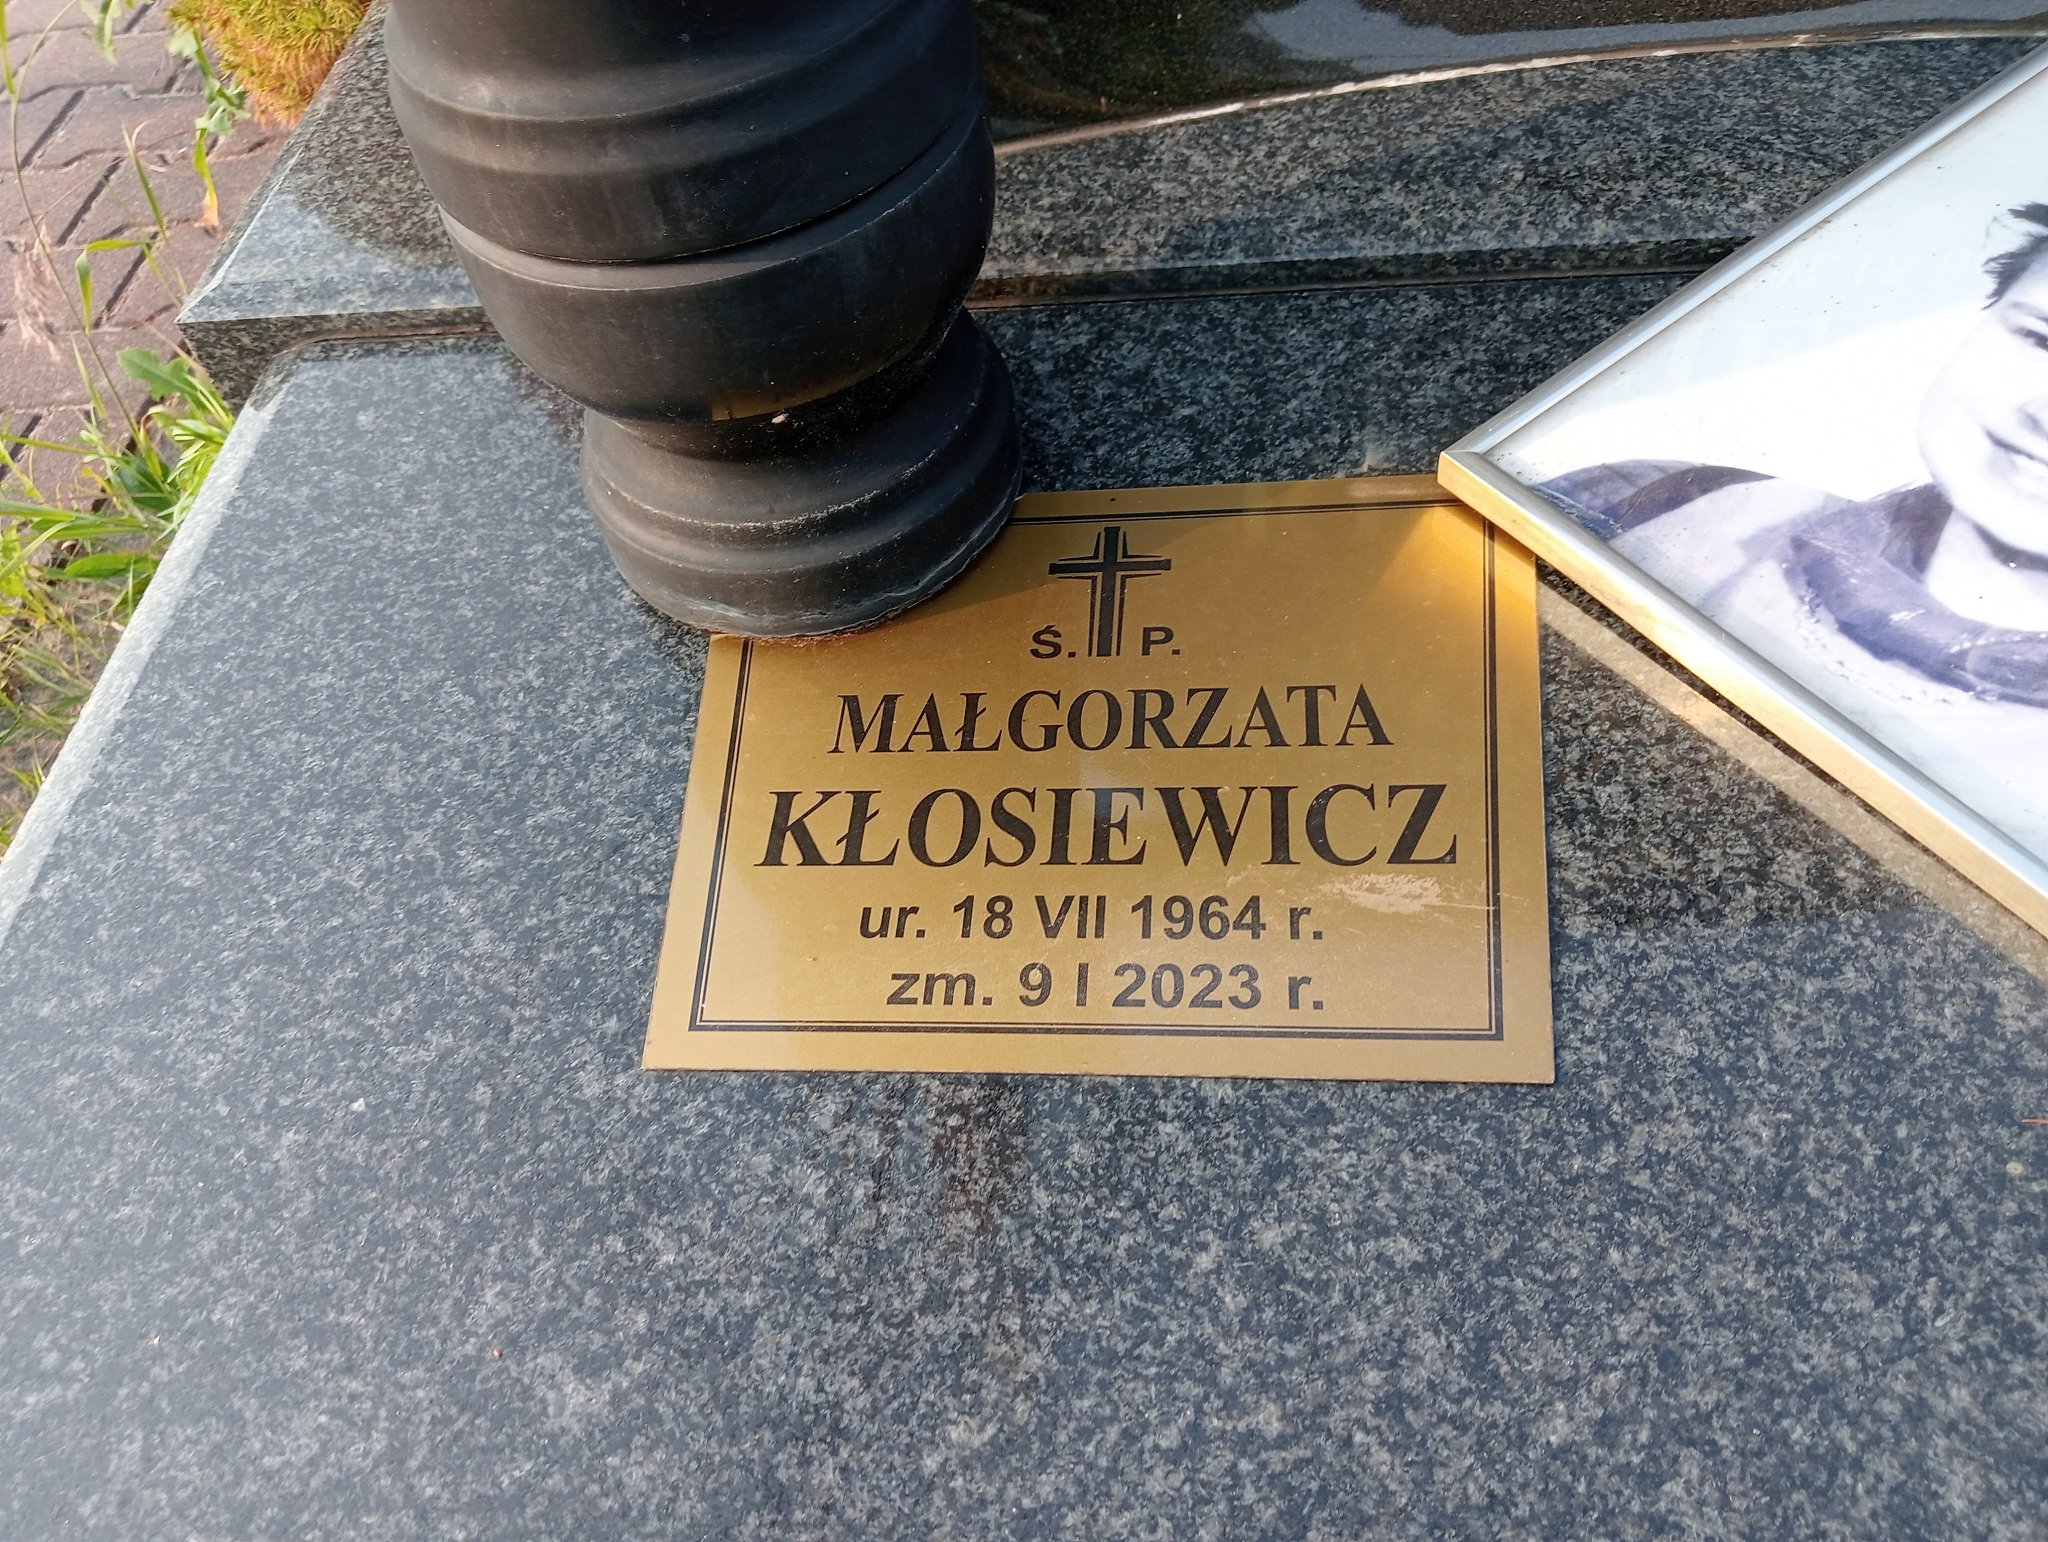 Ś. P.
MAŁGORZATA
KŁOSIEWICZ
ur. 18 VII 1964 r.
zm. 9 I 2023 r.